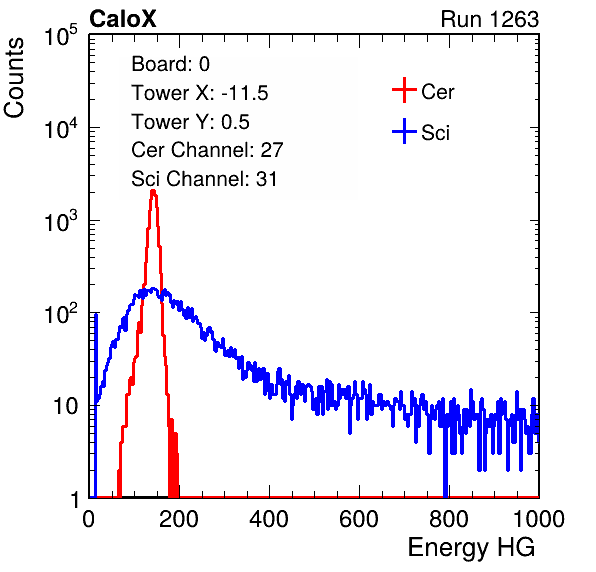 CaloX Run 1263
Counts
10^5
10^4
10^3
10^2
10
1
Board: 0
Tower X: -11.5
Tower Y: 0.5
Cer Channel: 27
Sci Channel: 31
Cer
Sci
0 200 400 600 800 1000
Energy HG